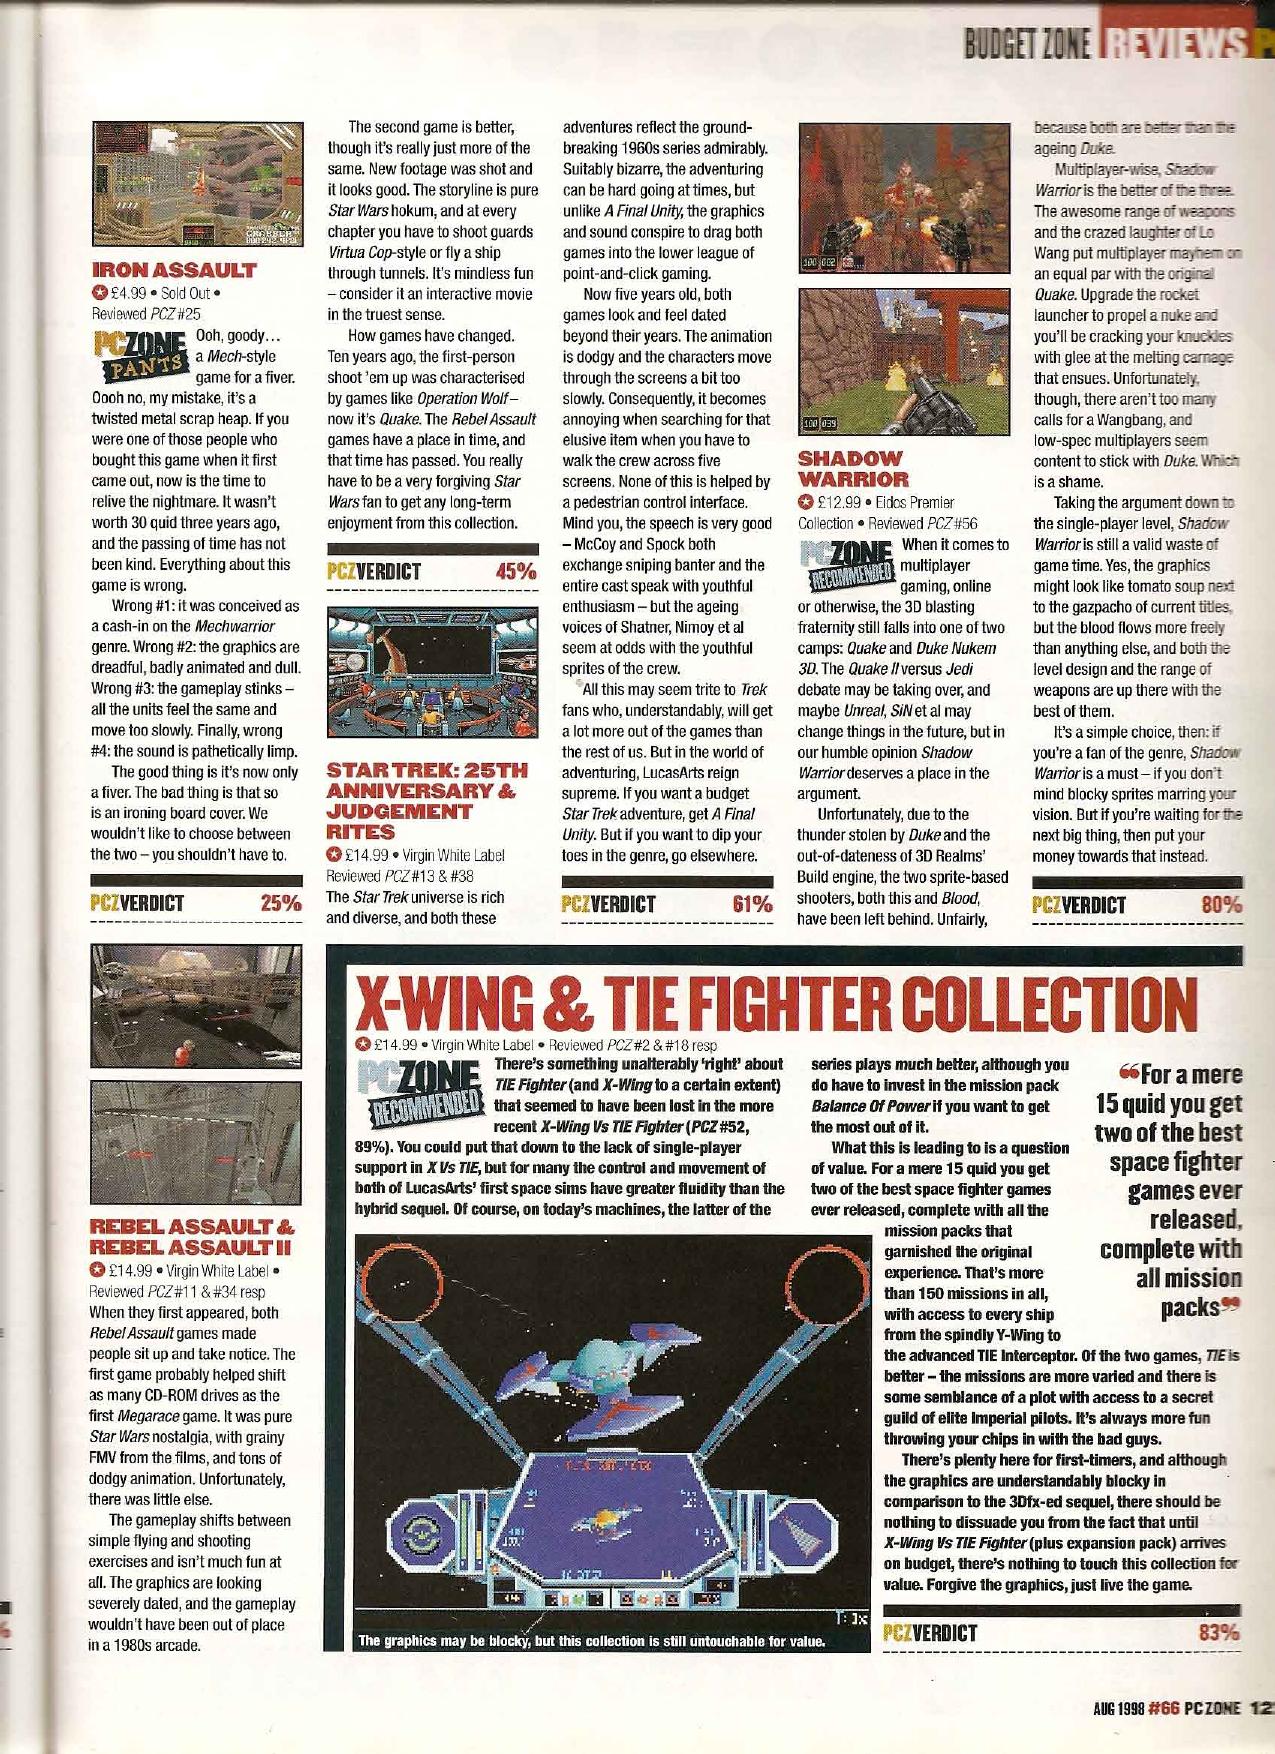 BUDGET ZONE REVIEWS
IRON ASSAULT
£4.99 • Sold Out •
Reviewed PCZ #25
PCZONE PANTS
Ooh, goody…
a Mech-style
game for a fiver.
Oooh no, my mistake, it's a
twisted metal scrap heap. If you
were one of those people who
bought this game when it first
came out, now is the time to
relive the nightmare. It wasn't
worth 30 quid three years ago,
and the passing of time has not
been kind. Everything about this
game is wrong.
Wrong #1: it was conceived as
a cash-in on the Mechwarrior
genre. Wrong #2: the graphics are
dreadful, badly animated and dull.
Wrong #3: the gameplay stinks –
all the units feel the same and
move too slowly. Finally, wrong
#4: the sound is pathetically limp.
The good thing is it's now only
a fiver. The bad thing is that so
is an ironing board cover. We
wouldn't like to choose between
the two – you shouldn't have to.
PCZVERDICT 25%
REBEL ASSAULT &
REBEL ASSAULT II
£14.99 • Virgin White Label •
Reviewed PCZ #11 & #34 resp
When they first appeared, both
Rebel Assault games made
people sit up and take notice. The
first game probably helped shift
as many CD-ROM drives as the
first Megarace game. It was pure
Star Wars nostalgia, with grainy
FMV from the films, and tons of
dodgy animation. Unfortunately,
there was little else.
The gameplay shifts between
simple flying and shooting
exercises and isn't much fun at
all. The graphics are looking
severely dated, and the gameplay
wouldn't have been out of place
in a 1980s arcade.
The second game is better,
though it's really just more of the
same. New footage was shot and
it looks good. The storyline is pure
Star Wars hokum, and at every
chapter you have to shoot guards
Virtua Cop-style or fly a ship
through tunnels. It's mindless fun
– consider it an interactive movie
in the truest sense.
How games have changed.
Ten years ago, the first-person
shoot 'em up was characterised
by games like Operation Wolf –
now it's Quake. The Rebel Assault
games have a place in time, and
that time has passed. You really
have to be a very forgiving Star
Wars fan to get any long-term
enjoyment from this collection.
PCZVERDICT 45%
STAR TREK: 25TH
ANNIVERSARY &
JUDGEMENT
RITES
£14.99 • Virgin White Label
Reviewed PCZ #13 & #38
The Star Trek universe is rich
and diverse, and both these
adventures reflect the ground-
breaking 1960s series admirably.
Suitably bizarre, the adventuring
can be hard going at times, but
unlike A Final Unity, the graphics
and sound conspire to drag both
games into the lower league of
point-and-click gaming.
Now five years old, both
games look and feel dated
beyond their years. The animation
is dodgy and the characters move
through the screens a bit too
slowly. Consequently, it becomes
annoying when searching for that
elusive item when you have to
walk the crew across five
screens. None of this is helped by
a pedestrian control interface.
Mind you, the speech is very good
– McCoy and Spock both
exchange sniping banter and the
entire cast speak with youthful
enthusiasm – but the ageing
voices of Shatner, Nimoy et al
seem at odds with the youthful
sprites of the crew.
All this may seem trite to Trek
fans who, understandably, will get
a lot more out of the games than
the rest of us. But in the world of
adventuring, LucasArts reign
supreme. If you want a budget
Star Trek adventure, get A Final
Unity. But if you want to dip your
toes in the genre, go elsewhere.
PCZVERDICT 61%
100 002
100 039
SHADOW
WARRIOR
£12.99 • Eidos Premier
Collection • Reviewed PCZ #56
PCZONE RECOMMENDED
When it comes to
multiplayer
gaming, online
or otherwise, the 3D blasting
fraternity still falls into one of two
camps: Quake and Duke Nukem
3D. The Quake II versus Jedi
debate may be taking over, and
maybe Unreal, SiN et al may
change things in the future, but in
our humble opinion Shadow
Warrior deserves a place in the
argument.
Unfortunately, due to the
thunder stolen by Duke and the
out-of-dateness of 3D Realms'
Build engine, the two sprite-based
shooters, both this and Blood,
have been left behind. Unfairly,
because both are better than the
ageing Duke.
Multiplayer-wise, Shadow
Warrior is the better of the three.
The awesome range of weapons
and the crazed laughter of Lo
Wang put multiplayer mayhem on
an equal par with the original
Quake. Upgrade the rocket
launcher to propel a nuke and
you'll be cracking your knuckles
with glee at the melting carnage
that ensues. Unfortunately,
though, there aren't too many
calls for a Wangbang, and
low-spec multiplayers seem
content to stick with Duke. Which
is a shame.
Taking the argument down to
the single-player level, Shadow
Warrior is still a valid waste of
game time. Yes, the graphics
might look like tomato soup next
to the gazpacho of current titles,
but the blood flows more freely
than anything else, and both the
level design and the range of
weapons are up there with the
best of them.
It's a simple choice, then: if
you're a fan of the genre, Shadow
Warrior is a must – if you don't
mind blocky sprites marring your
vision. But if you're waiting for the
next big thing, then put your
money towards that instead.
PCZVERDICT 80%
X-WING & TIE FIGHTER COLLECTION
£14.99 • Virgin White Label • Reviewed PCZ #2 & #18 resp
PCZONE RECOMMENDED
There's something unalterably 'right' about
TIE Fighter (and X-Wing to a certain extent)
that seemed to have been lost in the more
recent X-Wing Vs TIE Fighter (PCZ #52,
89%). You could put that down to the lack of single-player
support in X Vs TIE, but for many the control and movement of
both of LucasArts' first space sims have greater fluidity than the
hybrid sequel. Of course, on today's machines, the latter of the
series plays much better, although you
do have to invest in the mission pack
Balance Of Power if you want to get
the most out of it.
What this is leading to is a question
of value. For a mere 15 quid you get
two of the best space fighter games
ever released, complete with all the
mission packs that
garnished the original
experience. That's more
than 150 missions in all,
with access to every ship
from the spindly Y-Wing to
the advanced TIE Interceptor. Of the two games, TIE is
better – the missions are more varied and there is
some semblance of a plot with access to a secret
guild of elite Imperial pilots. It's always more fun
throwing your chips in with the bad guys.
There's plenty here for first-timers, and although
the graphics are understandably blocky in
comparison to the 3Dfx-ed sequel, there should be
nothing to dissuade you from the fact that until
X-Wing Vs TIE Fighter (plus expansion pack) arrives
on budget, there's nothing to touch this collection for
value. Forgive the graphics, just live the game.
PCZVERDICT 83%
“For a mere
15 quid you get
two of the best
space fighter
games ever
released,
complete with
all mission
packs”
T: 1x
The graphics may be blocky, but this collection is still untouchable for value.
AUG 1998 #66 PC ZONE 12